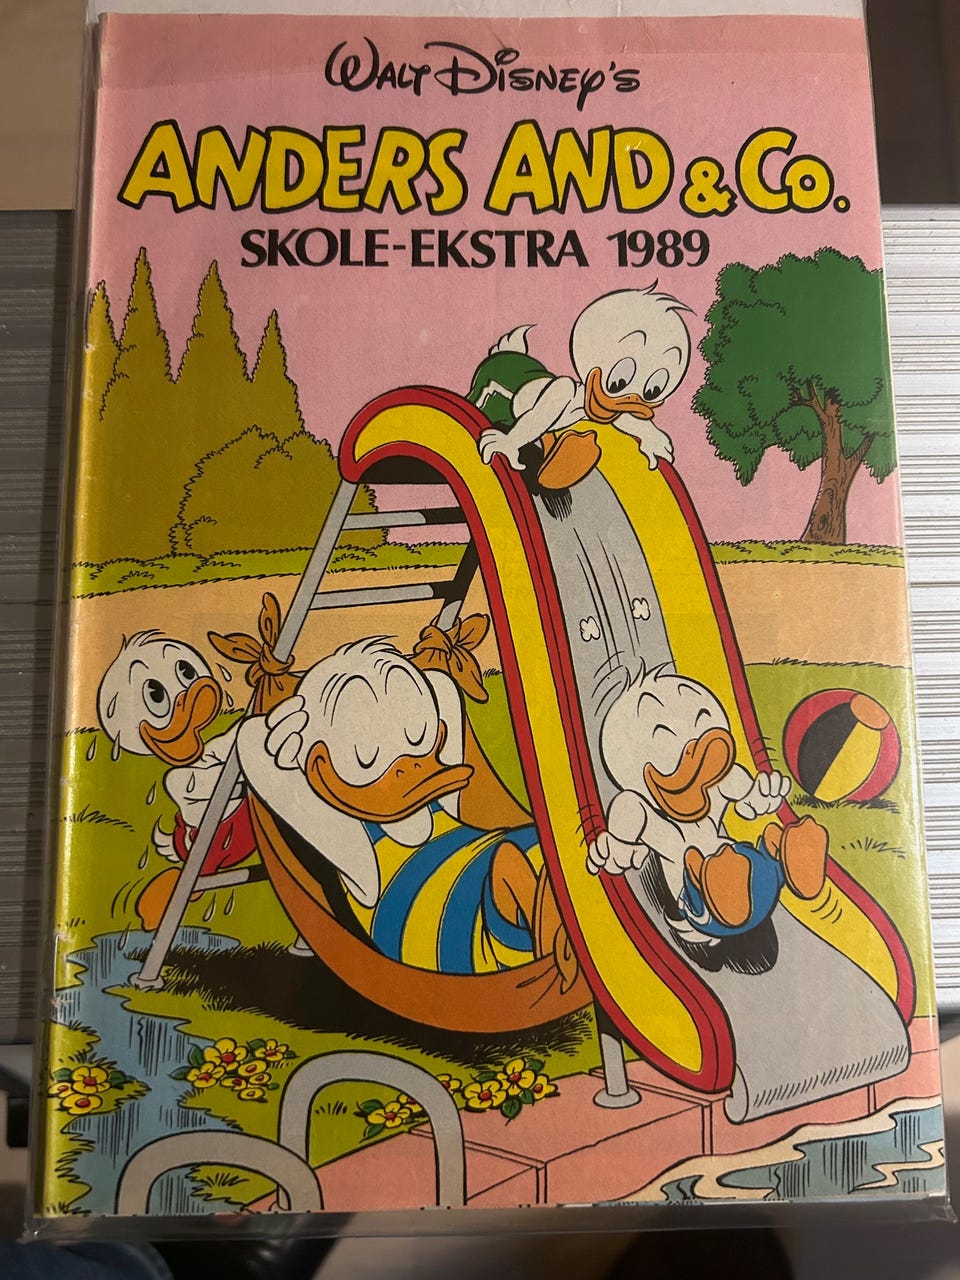 Walt Disney's
ANDERS AND & Co.
SKOLE-EKSTRA 1989